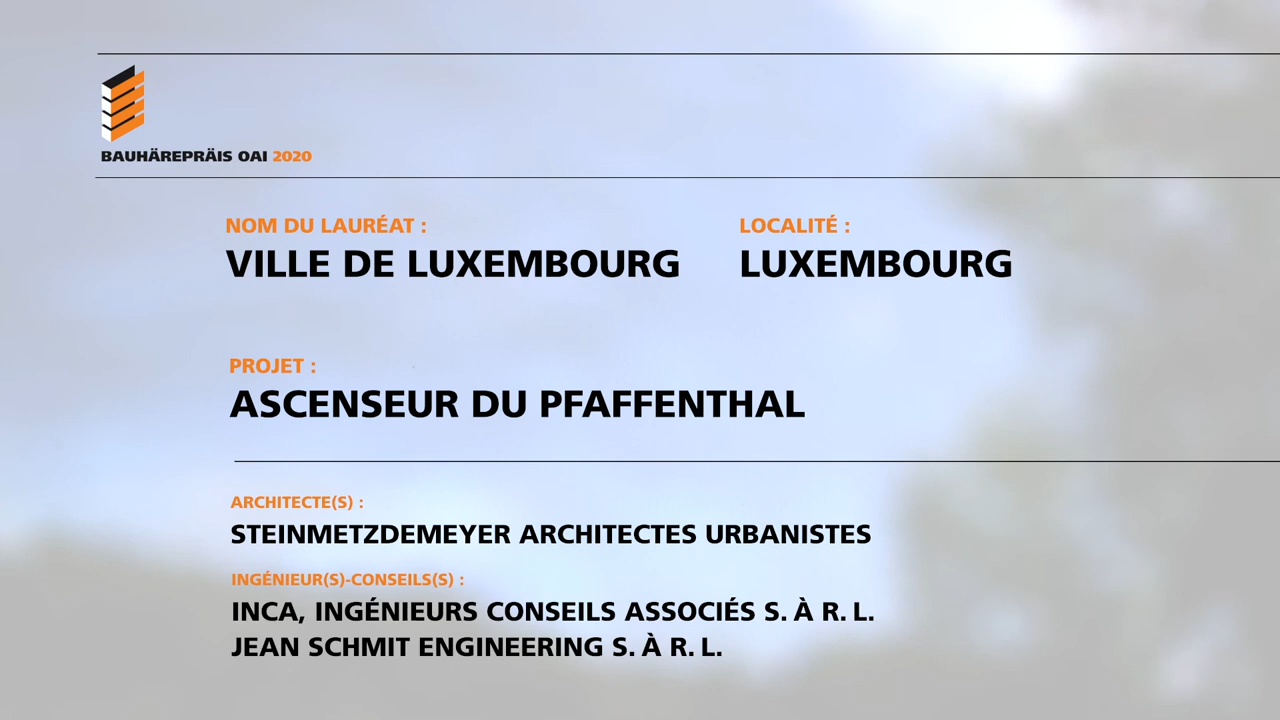 BAUHÄREPRÄIS OAI 2020
NOM DU LAURÉAT :
VILLE DE LUXEMBOURG
LOCALITÉ :
LUXEMBOURG
PROJET :
ASCENSEUR DU PFAFFENTHAL
ARCHITECTE(S) :
STEINMETZDEMEYER ARCHITECTES URBANISTES
INGÉNIEUR(S)-CONSEILS(S) :
INCA, INGÉNIEURS CONSEILS ASSOCIÉS S. À R. L.
JEAN SCHMIT ENGINEERING S. À R. L.